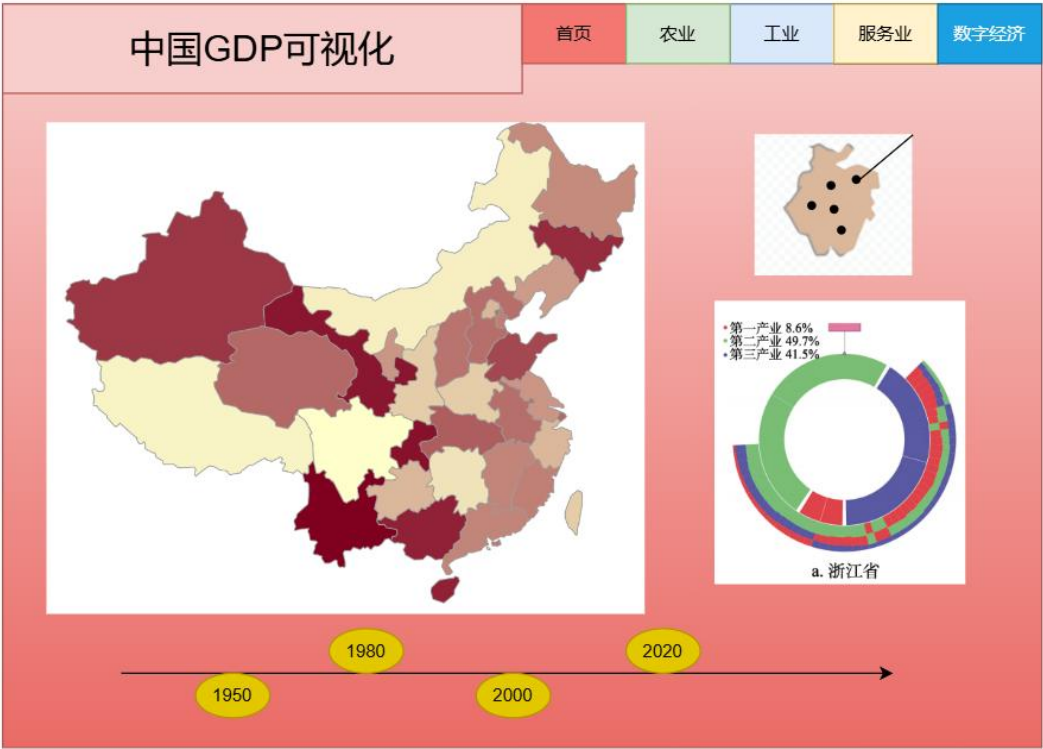 中国GDP可视化
首页
农业
工业
服务业
数字经济
第一产业 8.6%
第二产业 49.7%
第三产业 41.5%
a. 浙江省
1980
2020
1950
2000